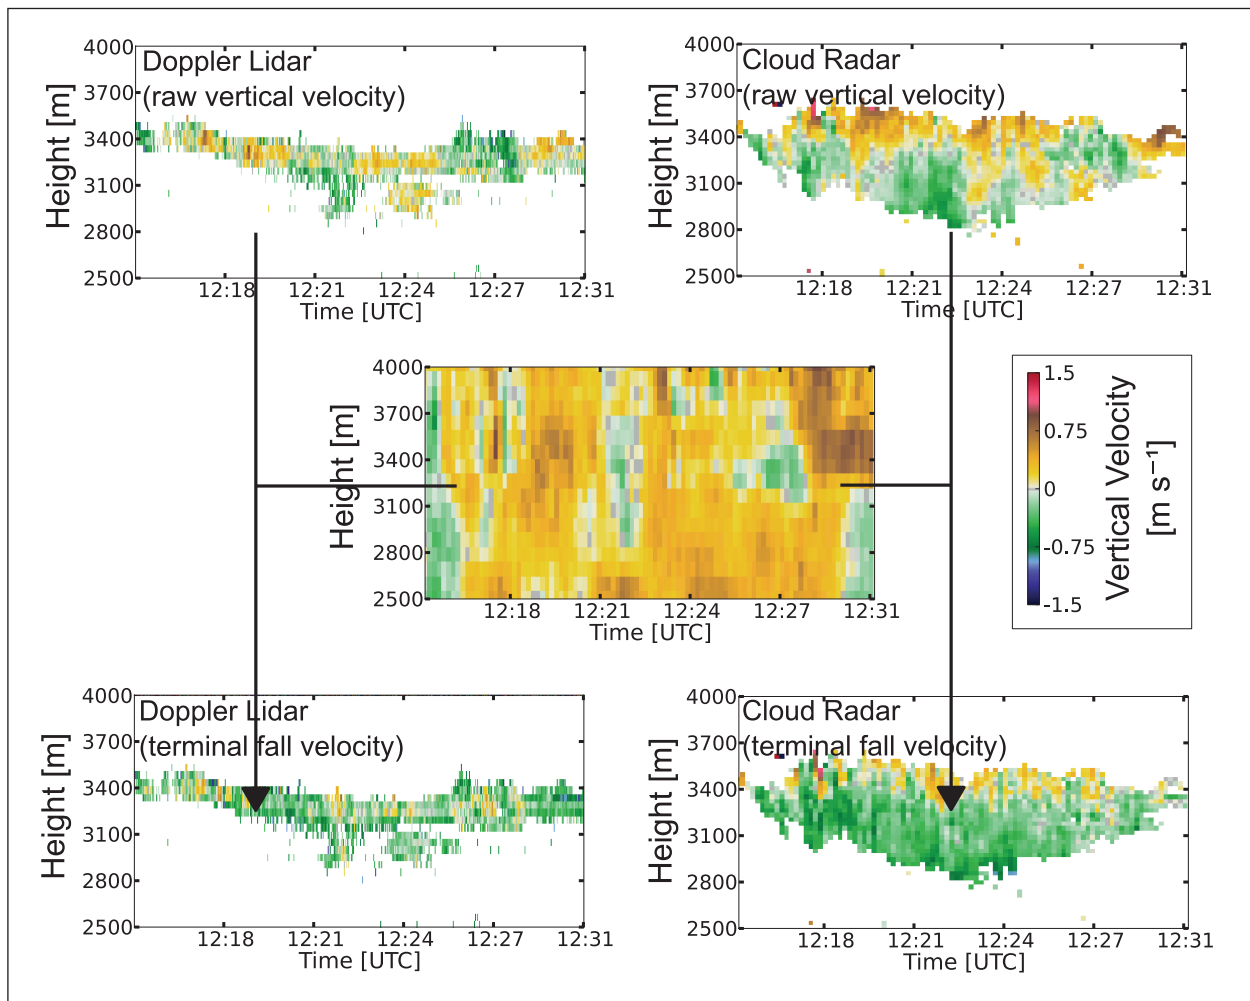 Doppler Lidar
(raw vertical velocity)
Height [m]
4000
3700
3400
3100
2800
2500
12:18 12:21 12:24 12:27 12:31
Time [UTC]
Cloud Radar
(raw vertical velocity)
Height [m]
4000
3700
3400
3100
2800
2500
12:18 12:21 12:24 12:27 12:31
Time [UTC]
Height [m]
4000
3700
3400
3100
2800
2500
12:18 12:21 12:24 12:27 12:31
Time [UTC]
1.5
0.75
0
-0.75
-1.5
Vertical Velocity
[m s⁻¹]
Doppler Lidar
(terminal fall velocity)
Height [m]
4000
3700
3400
3100
2800
2500
12:18 12:21 12:24 12:27 12:31
Time [UTC]
Cloud Radar
(terminal fall velocity)
Height [m]
4000
3700
3400
3100
2800
2500
12:18 12:21 12:24 12:27 12:31
Time [UTC]